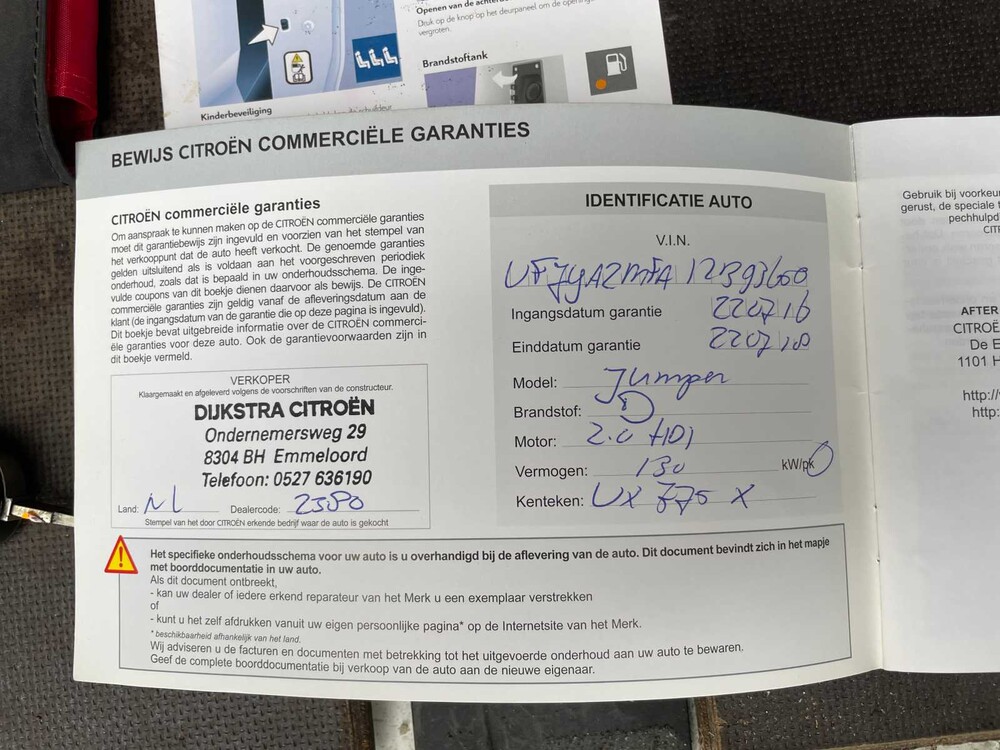 Openen van de achterdeu
Druk op de knop op het deurpaneel om de opening
vergroten.
Brandstoftank
Kinderbeveiliging
BEWIJS CITROËN COMMERCIËLE GARANTIES
CITROËN commerciële garanties
Om aanspraak te kunnen maken op de CITROËN commerciële garanties
moet dit garantiebewijs zijn ingevuld en voorzien van het stempel van
het verkooppunt dat de auto heeft verkocht. De genoemde garanties
gelden uitsluitend als is voldaan aan het voorgeschreven periodiek
onderhoud, zoals dat is bepaald in uw onderhoudsschema. De inge-
vulde coupons van dit boekje dienen daarvoor als bewijs. De CITROËN
commerciële garanties zijn geldig vanaf de afleveringsdatum aan de
klant (de ingangsdatum van de garantie die op deze pagina is ingevuld).
Dit boekje bevat uitgebreide informatie over de CITROËN commerci-
ële garanties voor deze auto. Ook de garantievoorwaarden zijn in
dit boekje vermeld.
VERKOPER
Klaargemaakt en afgeleverd volgens de voorschriften van de constructeur.
DIJKSTRA CITROËN
Ondernemersweg 29
8304 BH Emmeloord
Telefoon: 0527 636190
Land: NL Dealercode: 2380
Stempel van het door CITROËN erkende bedrijf waar de auto is gekocht
IDENTIFICATIE AUTO
V.I.N.
VF7YA2MFA 12B93600
Ingangsdatum garantie 220716
Einddatum garantie 220718
Model: Jumper
Brandstof: D
Motor: 2.0 HDI
Vermogen: 130 kW/pk
Kenteken: VX 775 X
Het specifieke onderhoudsschema voor uw auto is u overhandigd bij de aflevering van de auto. Dit document bevindt zich in het mapje
met boorddocumentatie in uw auto.
Als dit document ontbreekt,
- kan uw dealer of iedere erkend reparateur van het Merk u een exemplaar verstrekken
of
- kunt u het zelf afdrukken vanuit uw eigen persoonlijke pagina* op de Internetsite van het Merk.
* beschikbaarheid afhankelijk van het land.
Wij adviseren u de facturen en documenten met betrekking tot het uitgevoerde onderhoud aan uw auto te bewaren.
Geef de complete boorddocumentatie bij verkoop van de auto aan de nieuwe eigenaar.
Gebruik bij voorkeu
gerust, de speciale t
pechhulpd
CIT
AFTER
CITROË
De E
1101 H
http://
http: